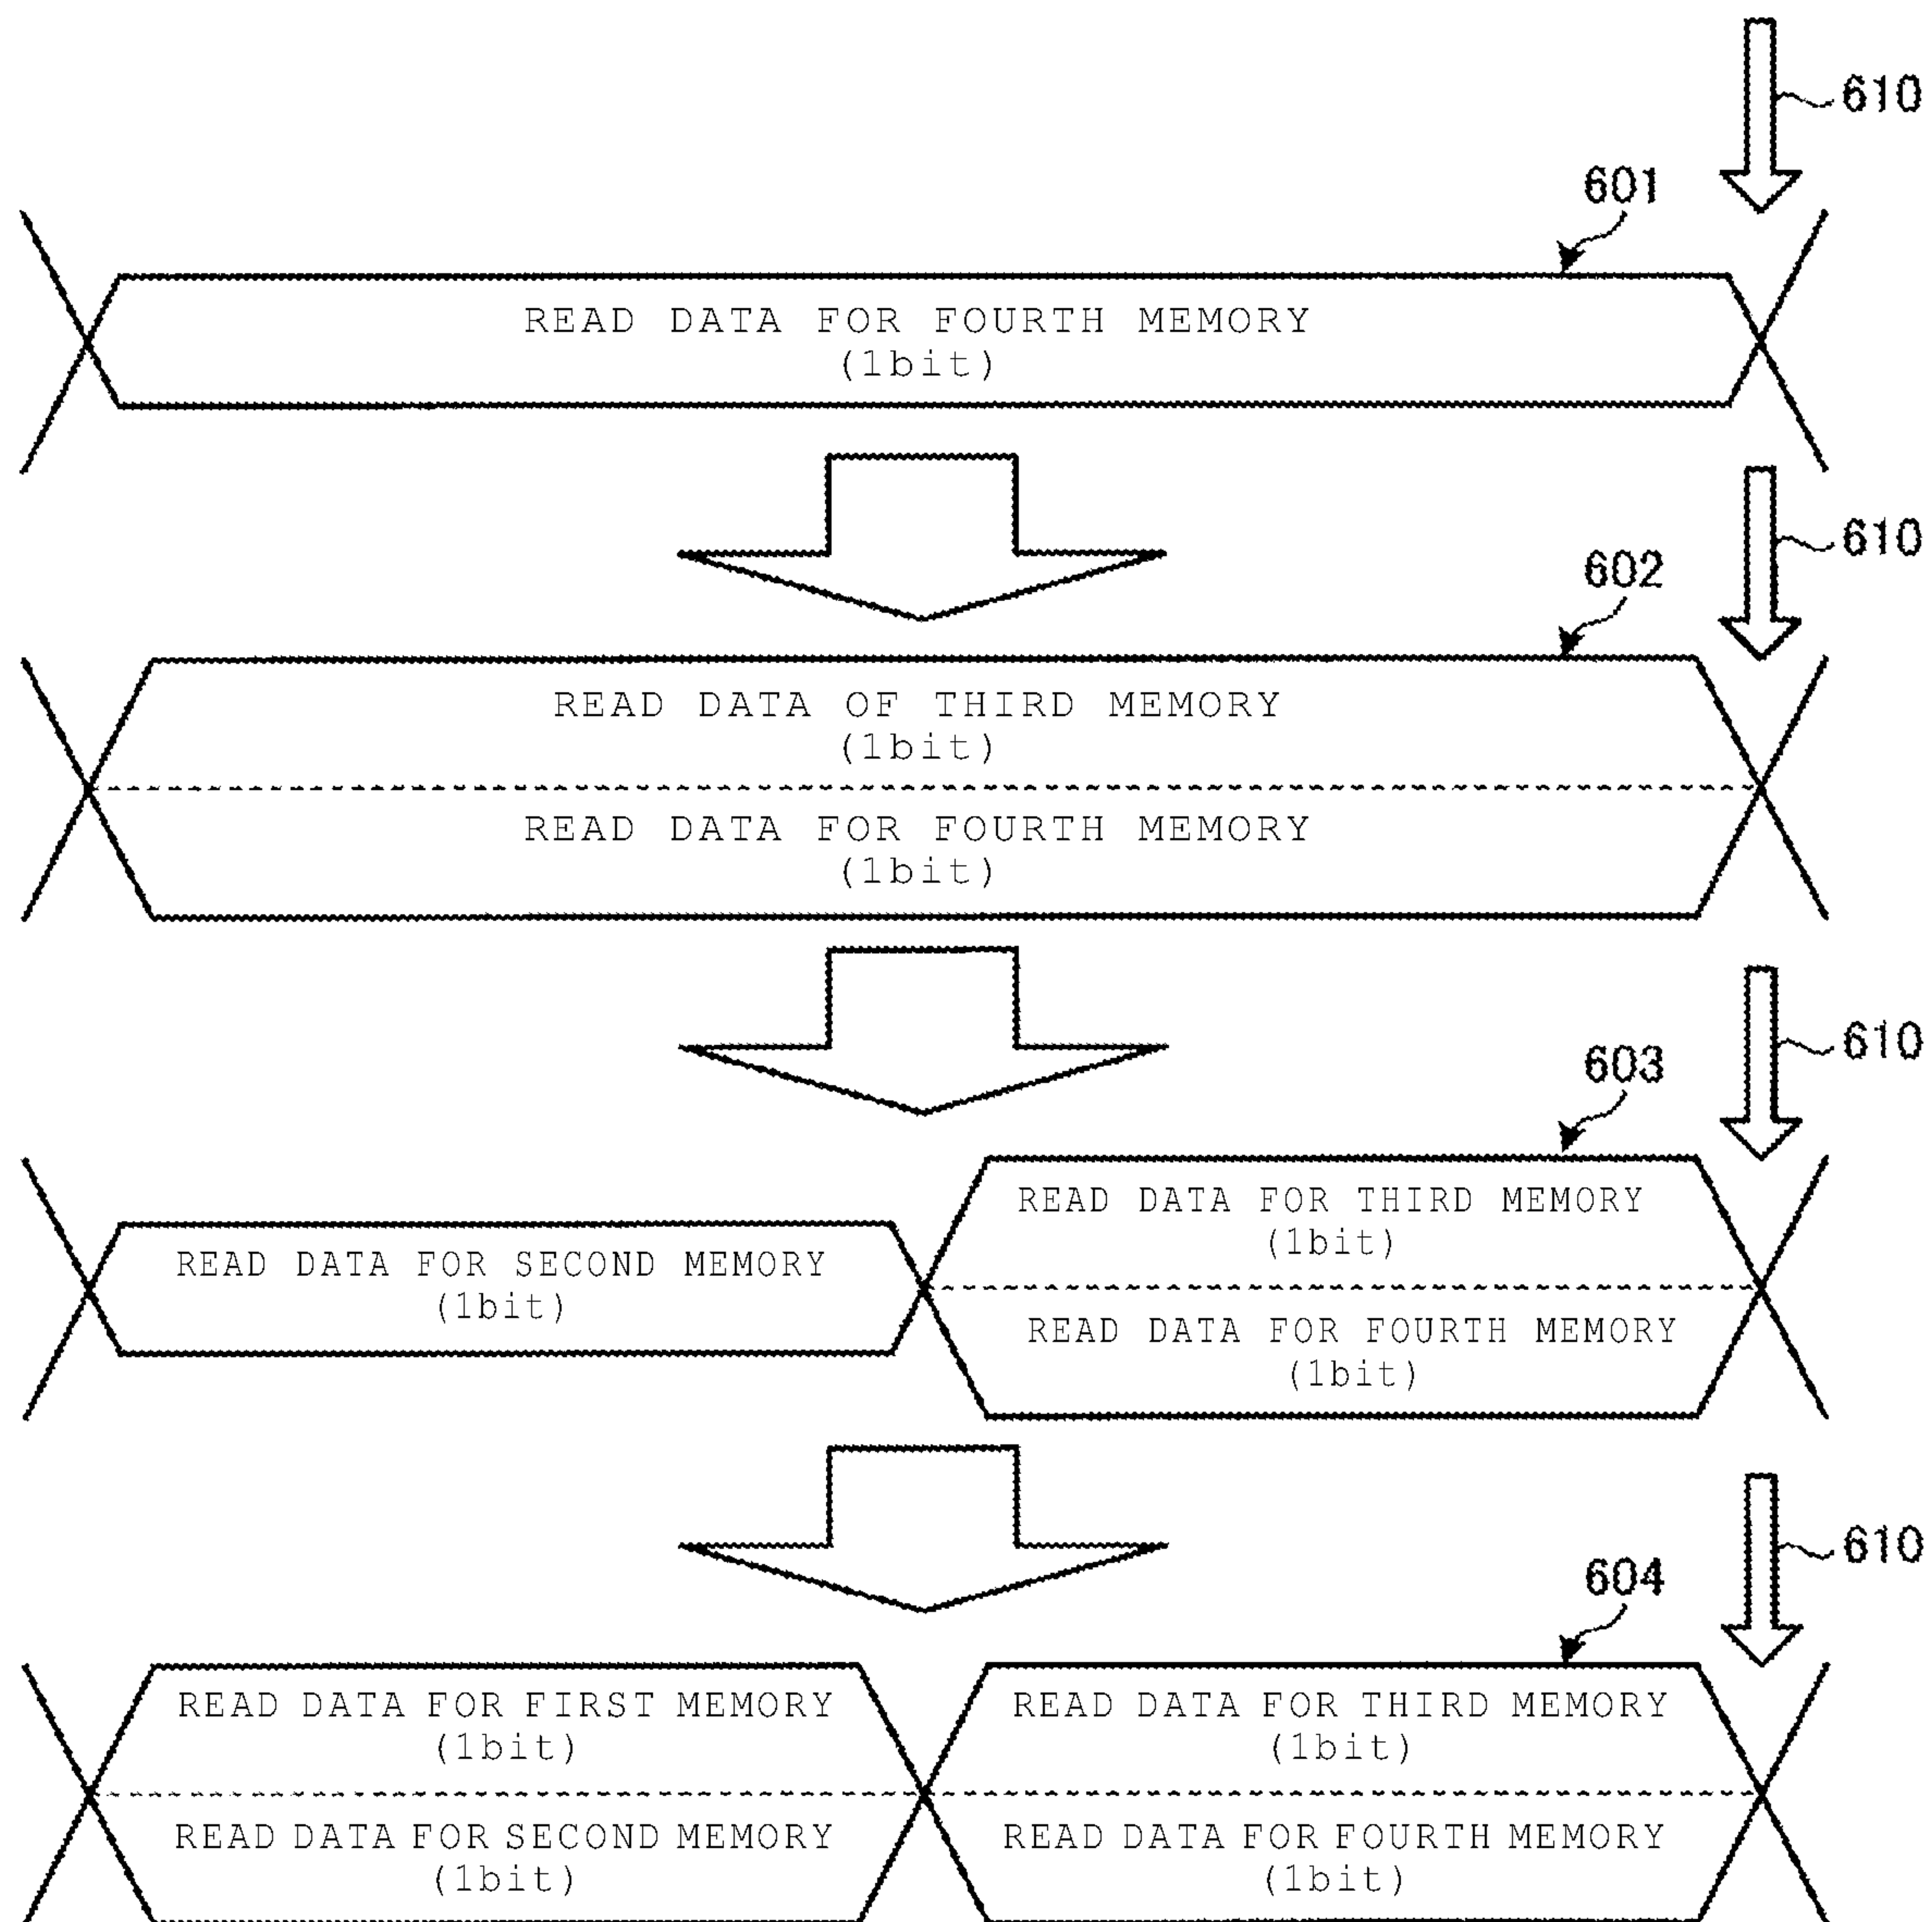 610
601
READ DATA FOR FOURTH MEMORY
(1bit)
610
602
READ DATA OF THIRD MEMORY
(1bit)
READ DATA FOR FOURTH MEMORY
(1bit)
610
603
READ DATA FOR THIRD MEMORY
(1bit)
READ DATA FOR SECOND MEMORY
(1bit)
READ DATA FOR FOURTH MEMORY
(1bit)
610
604
READ DATA FOR FIRST MEMORY
(1bit)
READ DATA FOR THIRD MEMORY
(1bit)
READ DATA FOR SECOND MEMORY
(1bit)
READ DATA FOR FOURTH MEMORY
(1bit)